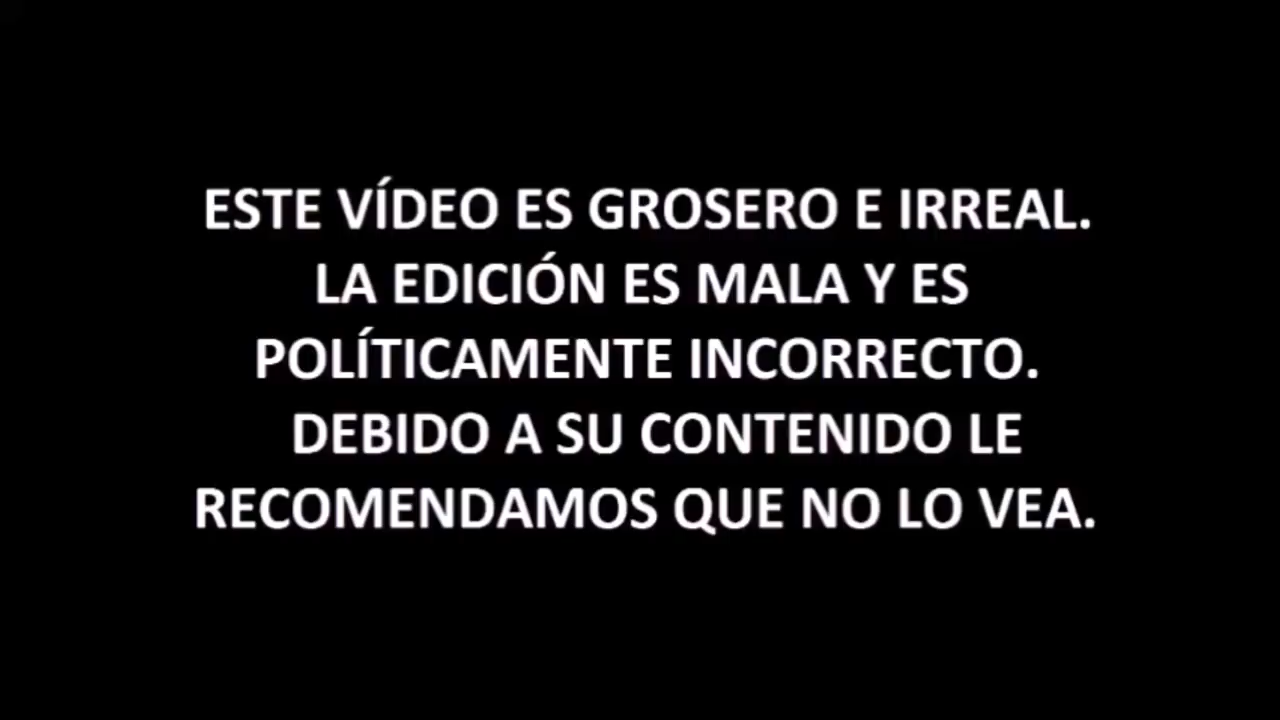 ESTE VÍDEO ES GROSERO E IRREAL.
LA EDICIÓN ES MALA Y ES
POLÍTICAMENTE INCORRECTO.
DEBIDO A SU CONTENIDO LE
RECOMENDAMOS QUE NO LO VEA.